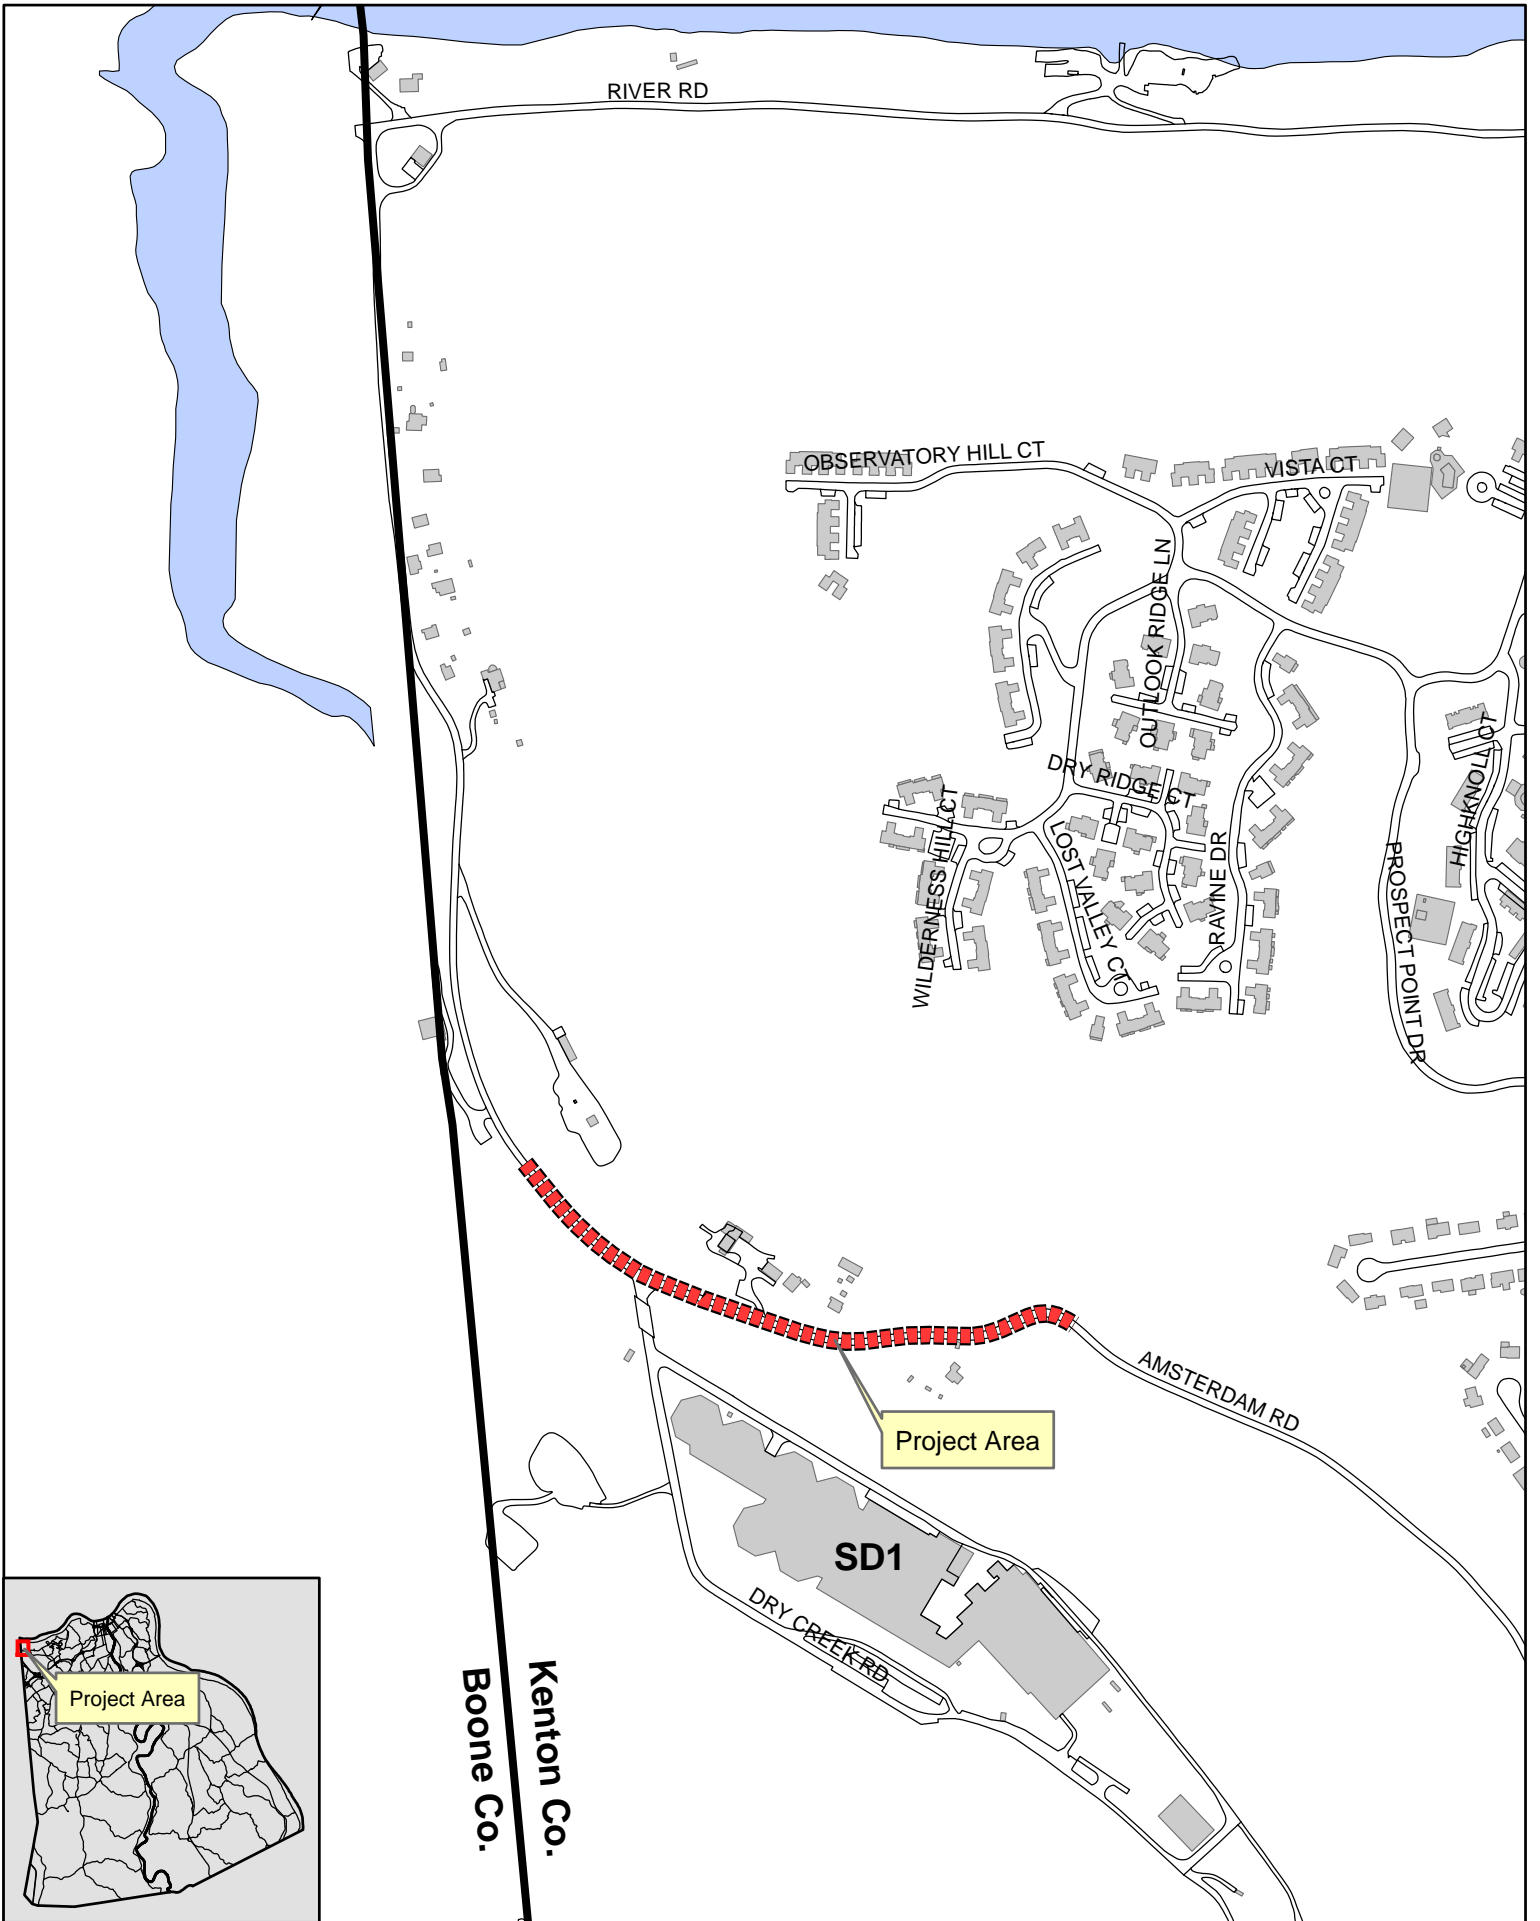 RIVER RD
OBSERVATORY HILL CT
VISTA CT
OUTLOOK RIDGE LN
DRY RIDGE CT
HIGHKNOLL CT
WILDERNESS HILL CT
LOST VALLEY CT
RAVINE DR
PROSPECT POINT DR
AMSTERDAM RD
Project Area
SD1
DRY CREEK RD
Kenton Co.
Boone Co.
Project Area